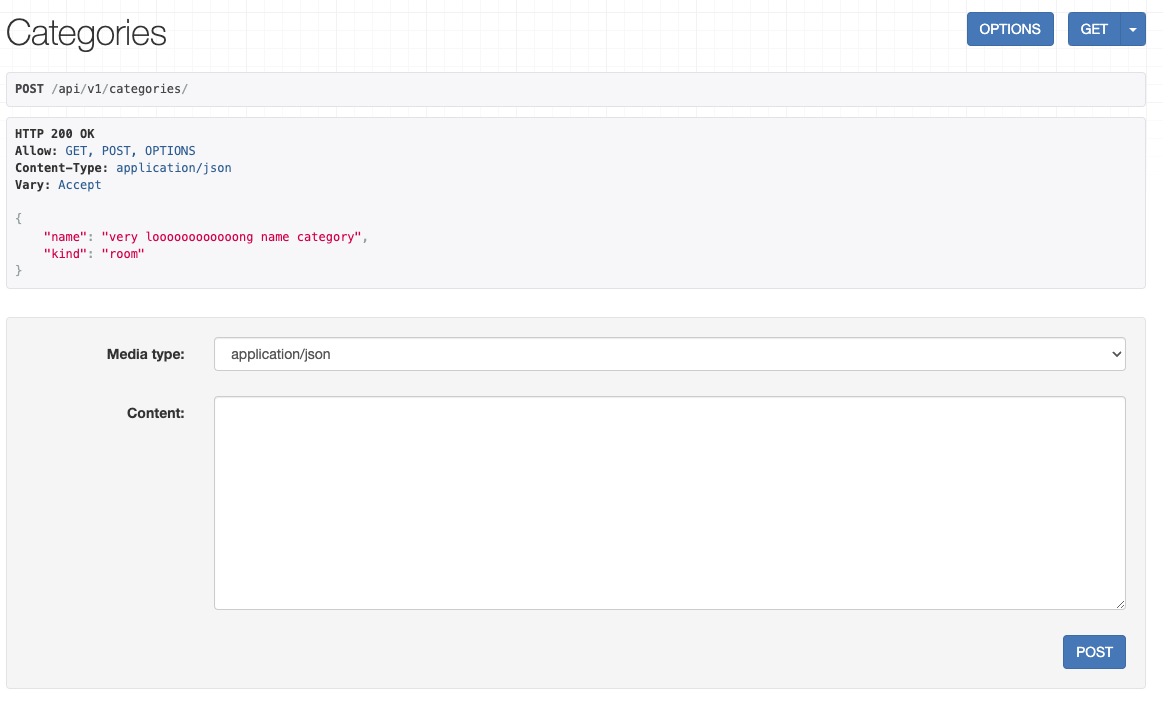 Categories
OPTIONS
GET
POST /api/v1/categories/
HTTP 200 OK
Allow: GET, POST, OPTIONS
Content-Type: application/json
Vary: Accept
{
"name": "very loooooooooooong name category",
"kind": "room"
}
Media type:
application/json
Content:
POST